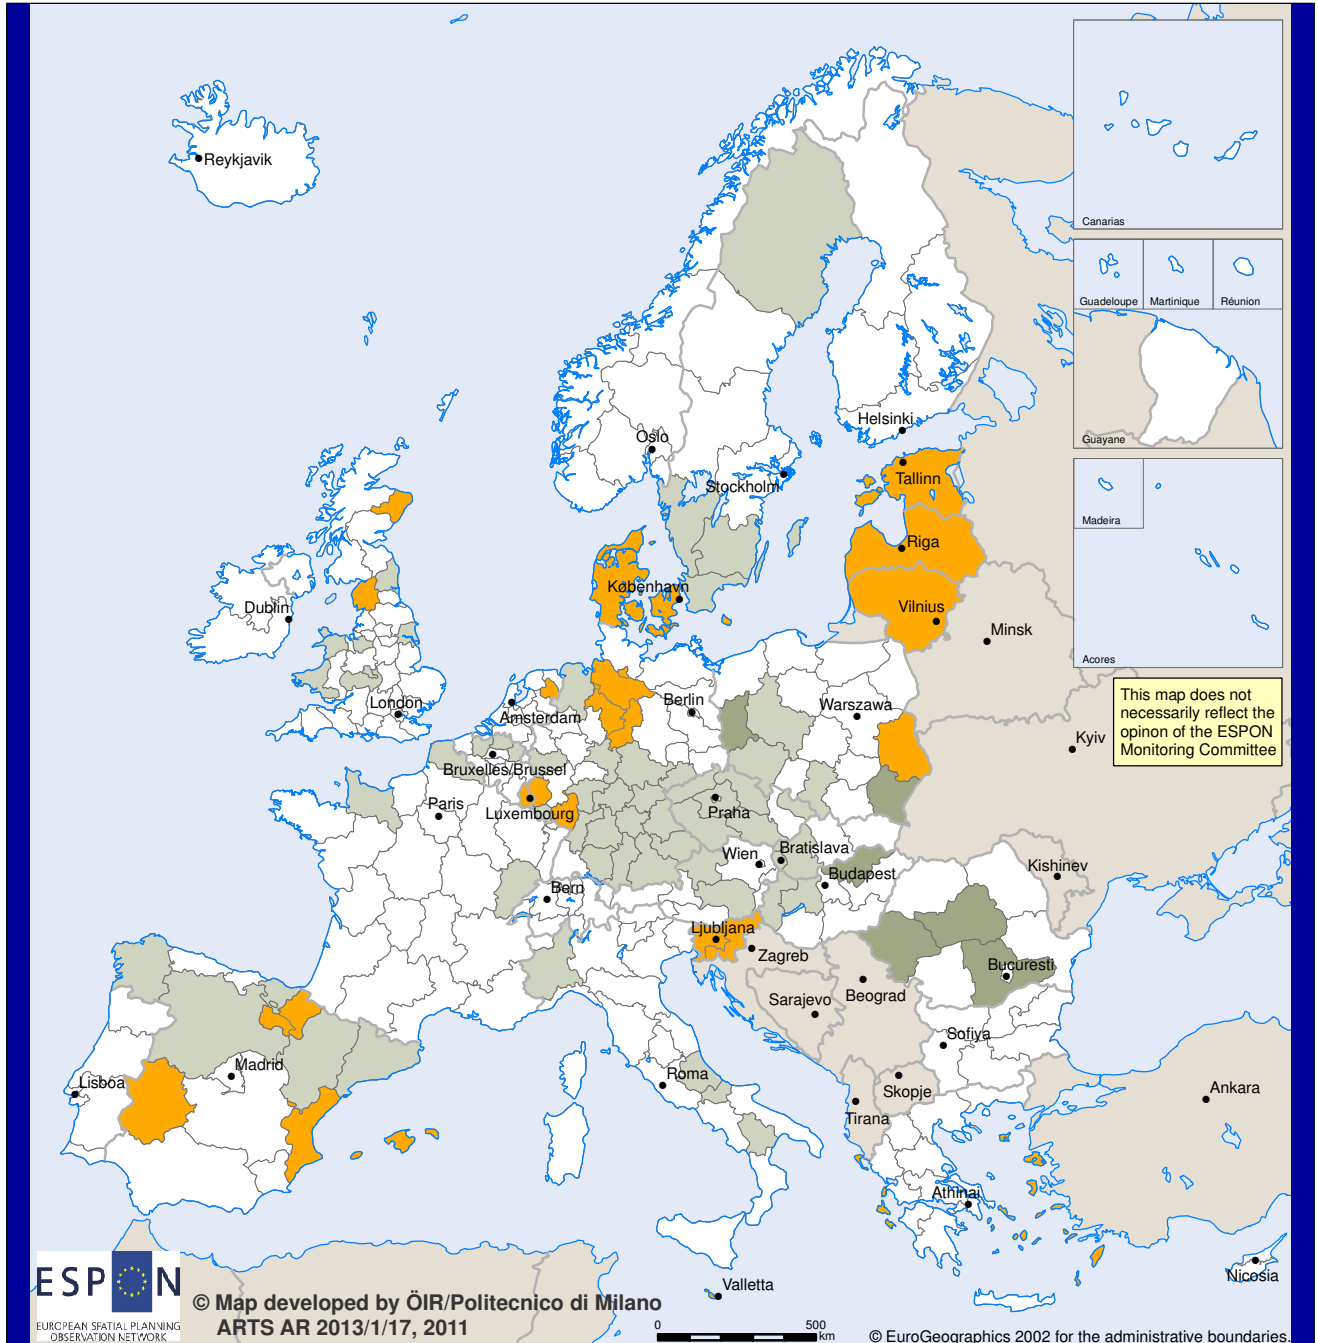 Reykjavik
Canarias
Guadeloupe
Martinique
Réunion
Guayane
Madeira
Acores
Helsinki
Oslo
Stockholm
Tallinn
Riga
København
Vilnius
Minsk
Dublin
London
Amsterdam
Berlin
Warszawa
This map does not
necessarily reflect the
opinon of the ESPON
Monitoring Committee
Kyiv
Bruxelles/Brussel
Paris
Luxembourg
Praha
Wien
Bratislava
Budapest
Kishinev
Bern
Ljubljana
Zagreb
Bucuresti
Sarajevo
Beograd
Sofiya
Madrid
Lisboa
Roma
Skopje
Tirana
Ankara
Athinai
Valletta
Nicosia
ESPON
EUROPEAN SPATIAL PLANNING
OBSERVATION NETWORK
© Map developed by ÖIR/Politecnico di Milano
ARTS AR 2013/1/17, 2011
0 500
km
© EuroGeographics 2002 for the administrative boundaries.